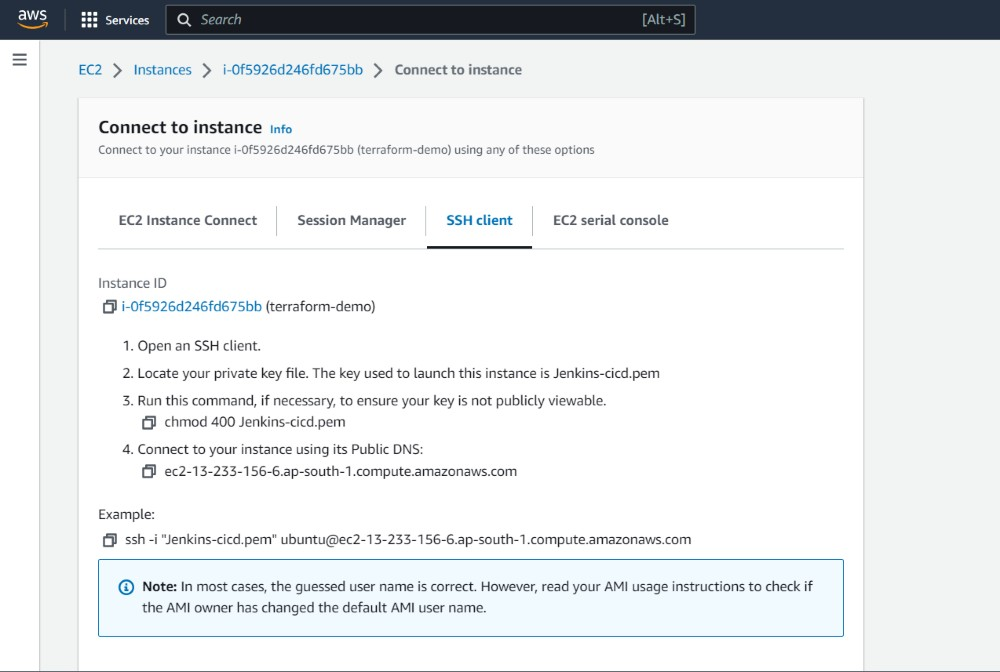 aws Services Search [Alt+S]
EC2 > Instances > i-0f5926d246fd675bb > Connect to instance
Connect to instance Info
Connect to your instance i-0f5926d246fd675bb (terraform-demo) using any of these options
EC2 Instance Connect Session Manager SSH client EC2 serial console
Instance ID
i-0f5926d246fd675bb (terraform-demo)
1. Open an SSH client.
2. Locate your private key file. The key used to launch this instance is Jenkins-cicd.pem
3. Run this command, if necessary, to ensure your key is not publicly viewable.
chmod 400 Jenkins-cicd.pem
4. Connect to your instance using its Public DNS:
ec2-13-233-156-6.ap-south-1.compute.amazonaws.com
Example:
ssh -i "Jenkins-cicd.pem" ubuntu@ec2-13-233-156-6.ap-south-1.compute.amazonaws.com
Note: In most cases, the guessed user name is correct. However, read your AMI usage instructions to check if
the AMI owner has changed the default AMI user name.